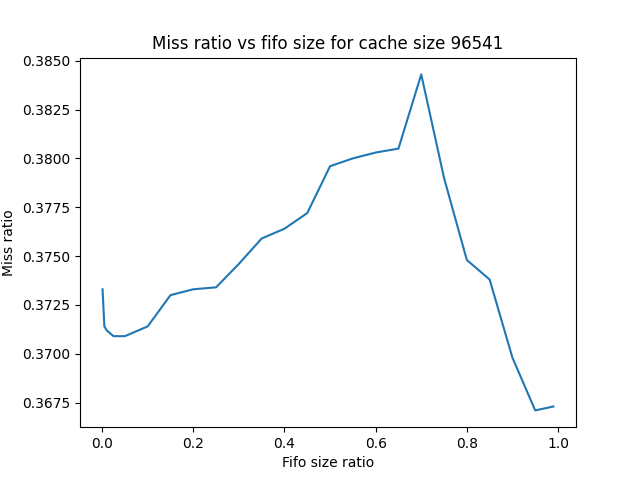 Miss ratio vs fifo size for cache size 96541
0.3850
0.3825
0.3800
0.3775
0.3750
0.3725
0.3700
0.3675
Miss ratio
0.0 0.2 0.4 0.6 0.8 1.0
Fifo size ratio